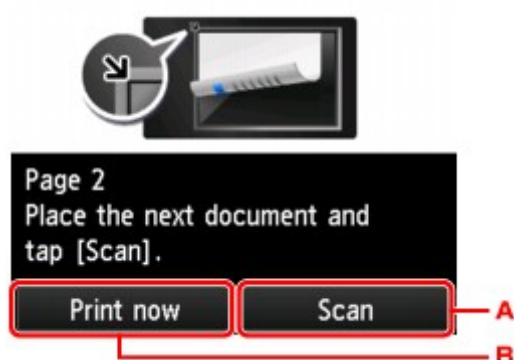 Page 2
Place the next document and
tap [Scan].
Print now
Scan
A
B